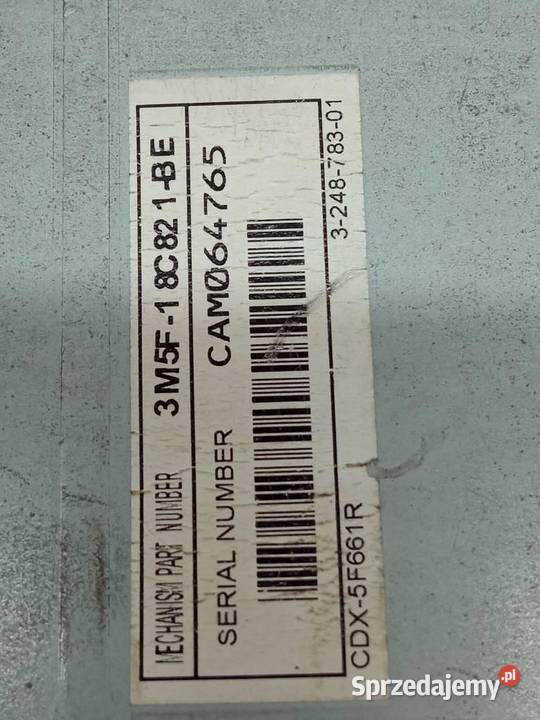 MECHANISM PART NUMBER 3M5F-18C821-BE
SERIAL NUMBER CAM064765
CDX-5F661R 3-248-783-01
Sprzedajemy.pl